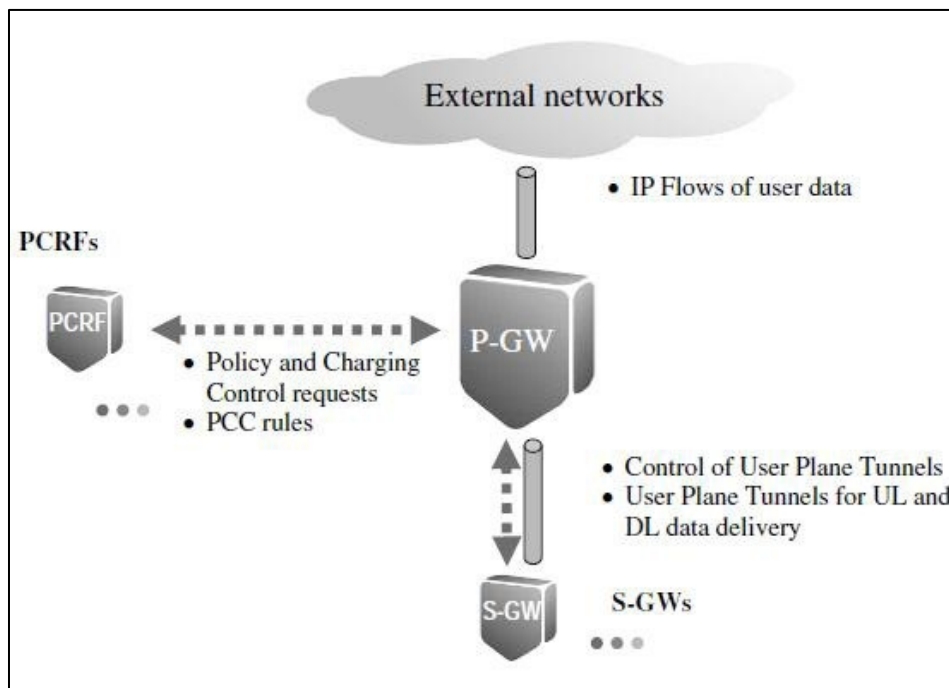 External networks
• IP Flows of user data
PCRFs
PCRF
P-GW
• Policy and Charging
Control requests
• PCC rules
• Control of User Plane Tunnels
• User Plane Tunnels for UL and
DL data delivery
S-GW
S-GWs